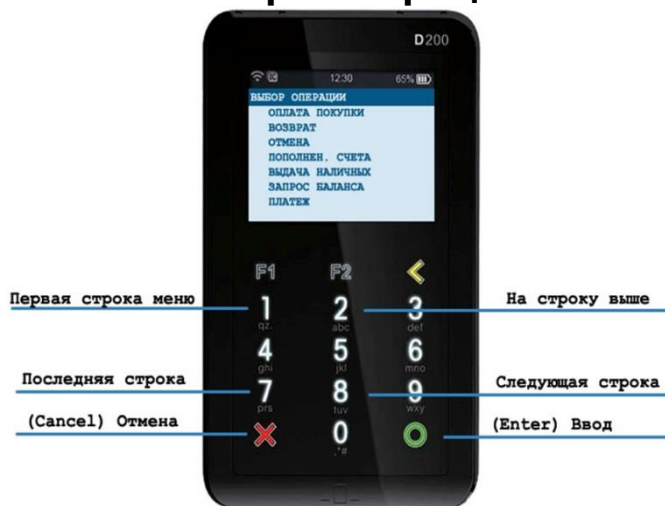 D200
12:30 65%
ВЫБОР ОПЕРАЦИИ
ОПЛАТА ПОКУПКИ
ВОЗВРАТ
ОТМЕНА
ПОПОЛНЕН. СЧЕТА
ВЫДАЧА НАЛИЧНЫХ
ЗАПРОС БАЛАНСА
ПЛАТЕЖ
F1 F2
Первая строка меню
1 2 3
qz. abc def
На строку выше
4 5 6
ghi jkl mno
Последняя строка
7 8 9
prs tuv wxy
Следующая строка
(Cancel) Отмена
0
,*#
(Enter) Ввод